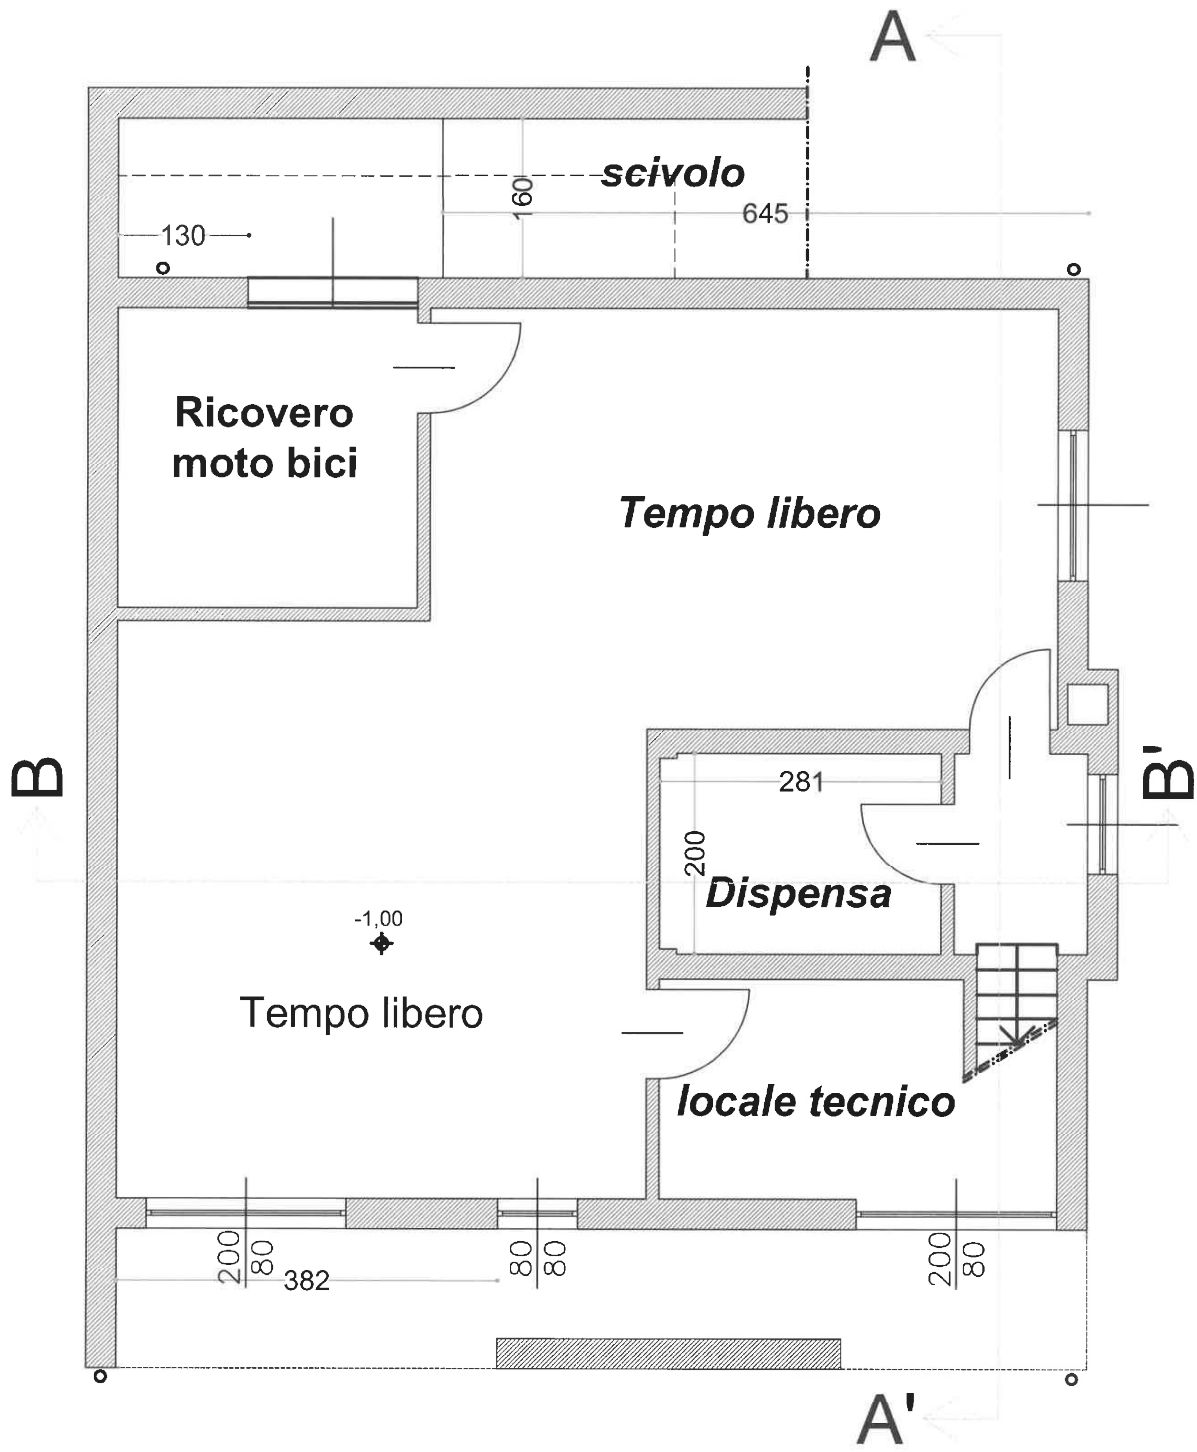 A
scivolo
160
645
130
Ricovero
moto bici
Tempo libero
B
B'
281
200
Dispensa
-1,00
Tempo libero
locale tecnico
200
80
80
80
200
80
382
A'